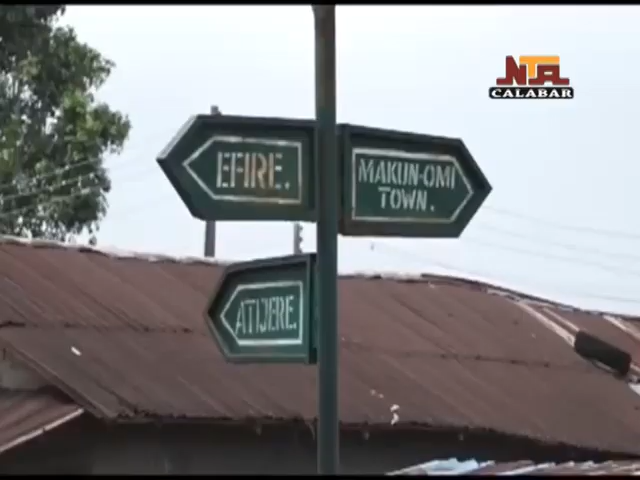 NTA
CALABAR
EFIRE.
MAKUN-OMI
TOWN.
ATIJERE.